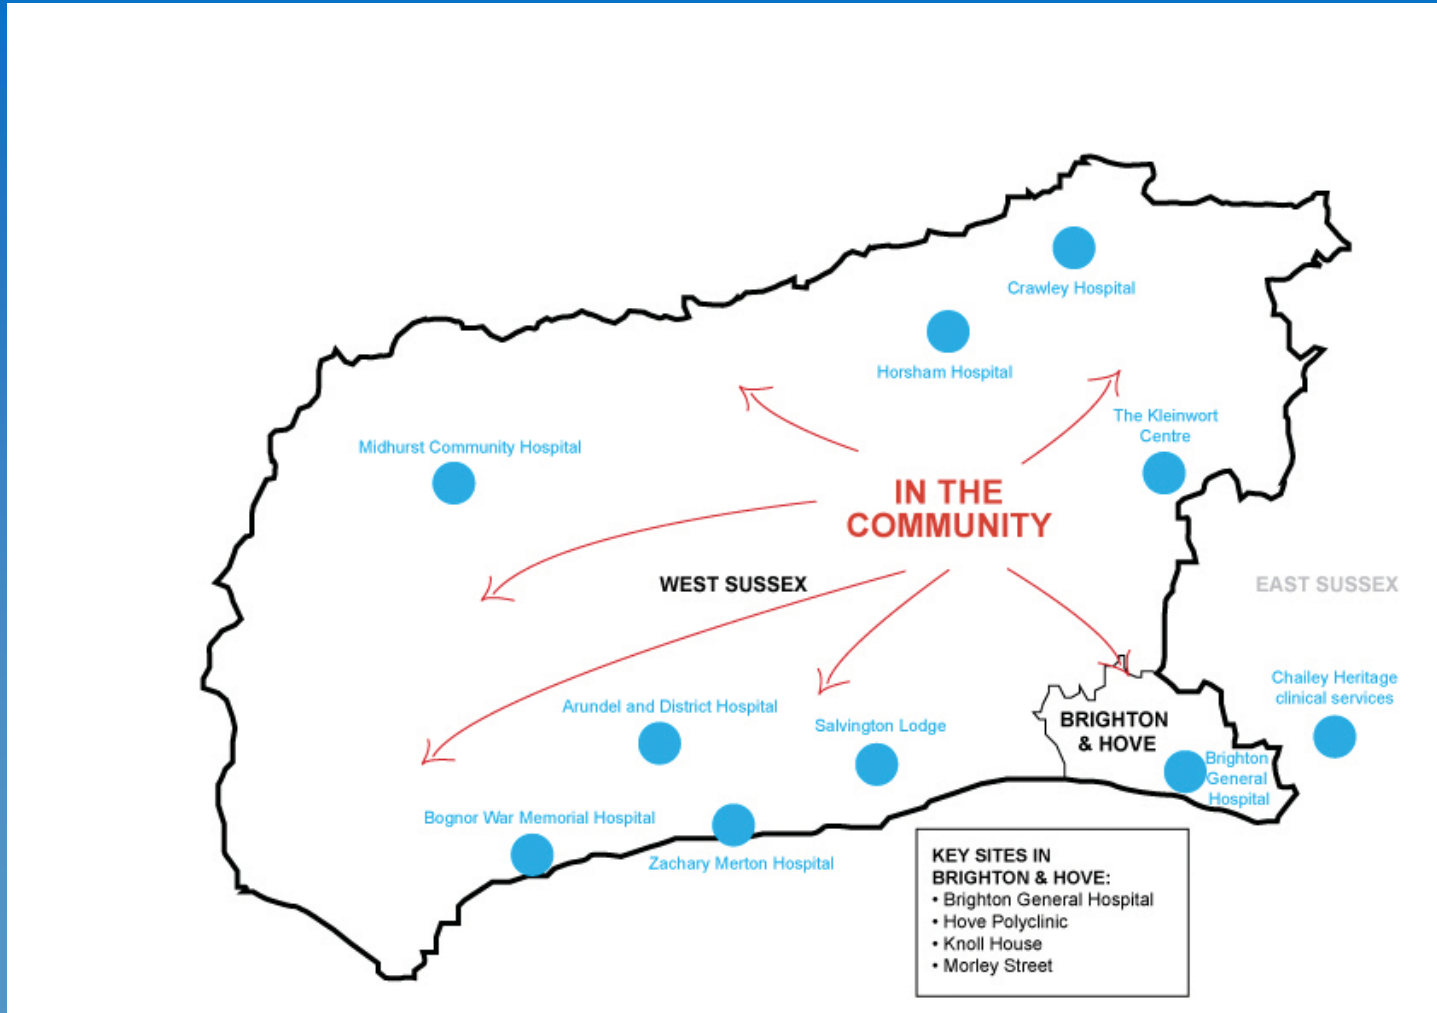 Crawley Hospital
Horsham Hospital
The Kleinwort
Centre
Midhurst Community Hospital
IN THE
COMMUNITY
WEST SUSSEX
EAST SUSSEX
Chailey Heritage
clinical services
Arundel and District Hospital
Salvington Lodge
BRIGHTON
& HOVE
Brighton
General
Hospital
Bognor War Memorial Hospital
Zachary Merton Hospital
KEY SITES IN
BRIGHTON & HOVE:
• Brighton General Hospital
• Hove Polyclinic
• Knoll House
• Morley Street